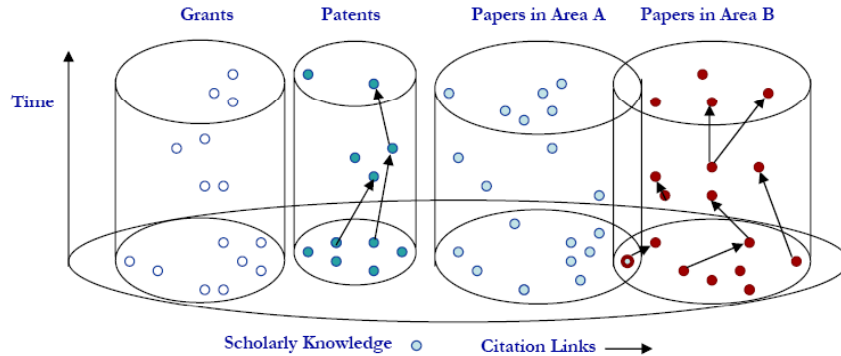 Grants
Patents
Papers in Area A
Papers in Area B
Time
Scholarly Knowledge
Citation Links